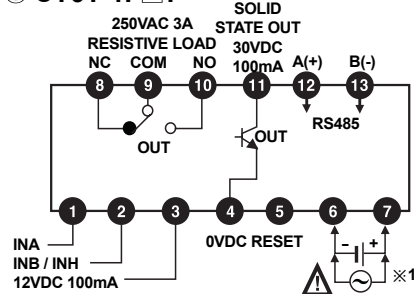 250VAC 3A
RESISTIVE LOAD
NC COM NO
SOLID
STATE OUT
30VDC
100mA
A(+) B(-)
8 9 10 11 12 13
OUT
OUT
RS485
1 2 3 4 5 6 7
INA
INB / INH
12VDC 100mA
0VDC RESET
- +
※1